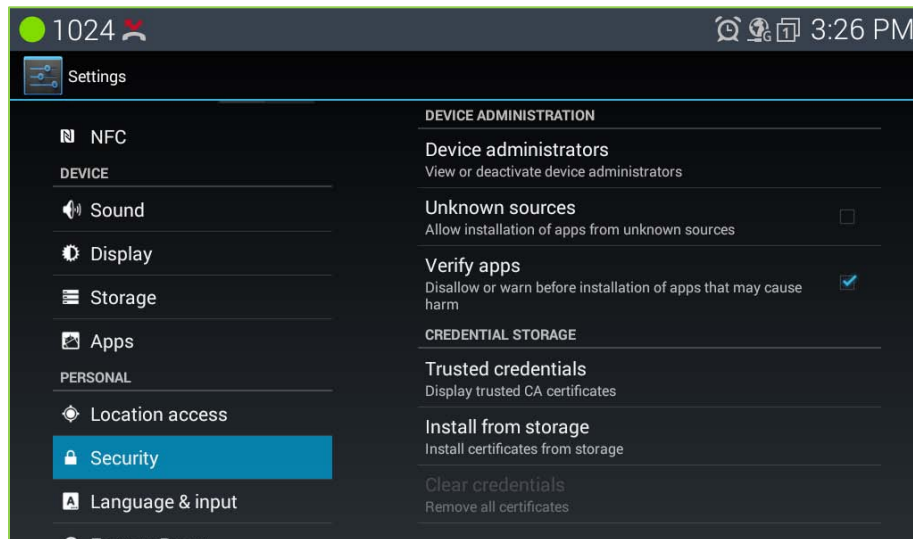 1024
3:26 PM
Settings
NFC
DEVICE
Sound
Display
Storage
Apps
PERSONAL
Location access
Security
Language & input
DEVICE ADMINISTRATION
Device administrators
View or deactivate device administrators
Unknown sources
Allow installation of apps from unknown sources
Verify apps
Disallow or warn before installation of apps that may cause
harm
CREDENTIAL STORAGE
Trusted credentials
Display trusted CA certificates
Install from storage
Install certificates from storage
Clear credentials
Remove all certificates